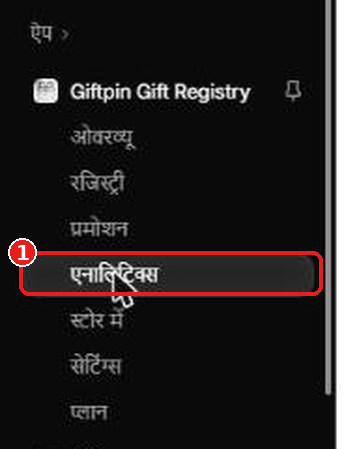 ऐप >
Giftpin Gift Registry
ओवरव्यू
रजिस्ट्री
प्रमोशन
1
एनालिटिक्स
स्टोर में
सेटिंग्स
प्लान